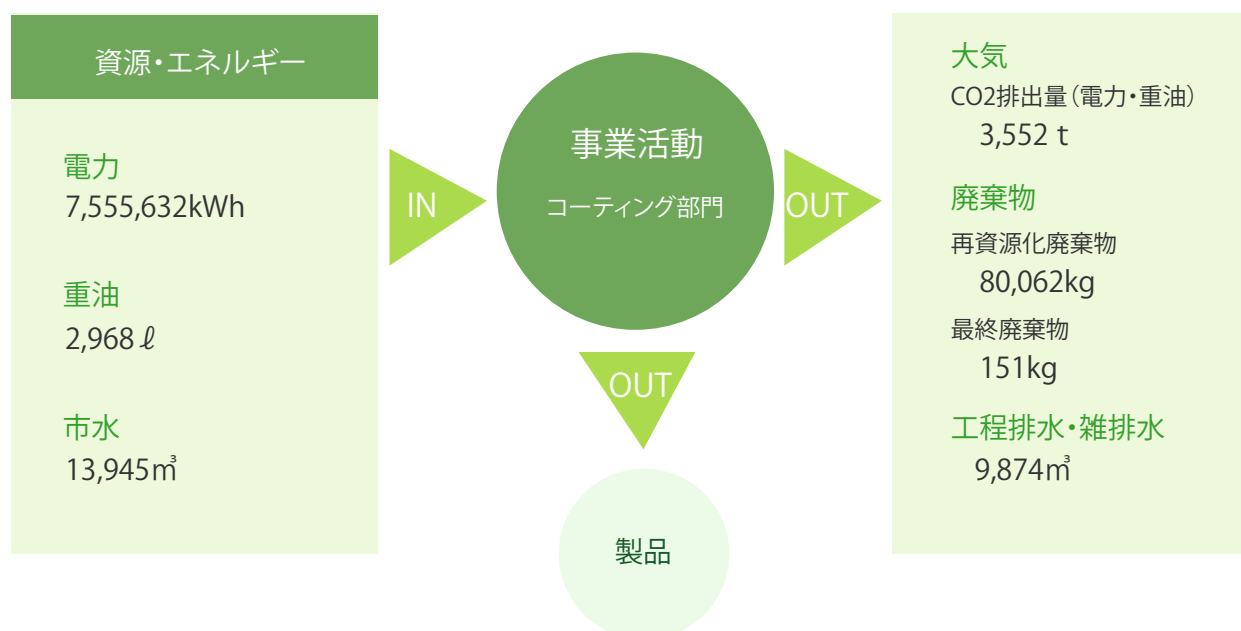 資源・エネルギー
電力
7,555,632kWh
重油
2,968ℓ
市水
13,945㎥
IN
事業活動
コーティング部門
OUT
OUT
製品
大気
CO2排出量(電力・重油)
3,552 t
廃棄物
再資源化廃棄物
80,062kg
最終廃棄物
151kg
工程排水・雑排水
9,874㎥